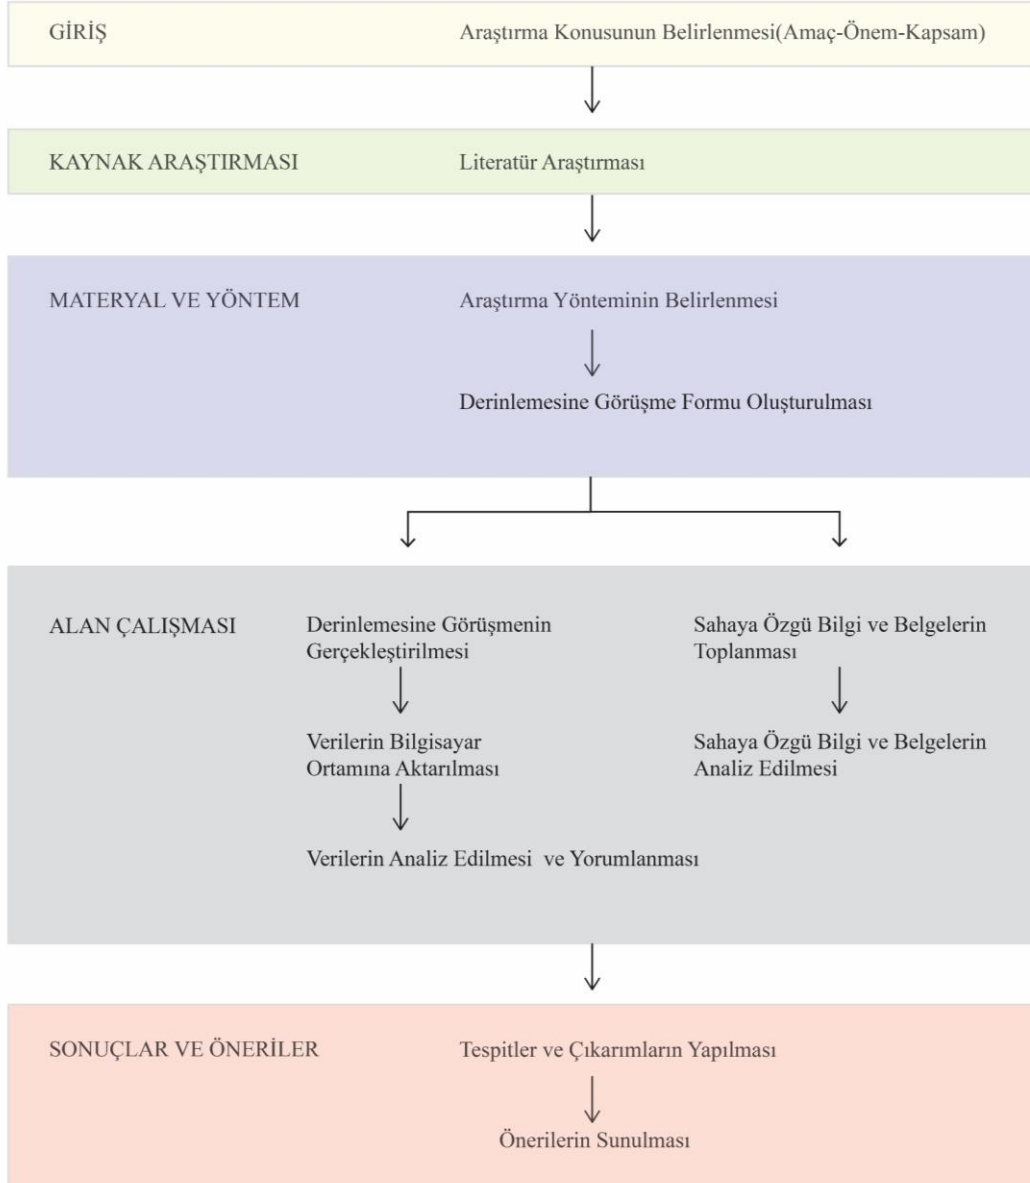 GİRİŞ
Araştırma Konusunun Belirlenmesi(Amaç-Önem-Kapsam)
KAYNAK ARAŞTIRMASI
Literatür Araştırması
MATERYAL VE YÖNTEM
Araştırma Yönteminin Belirlenmesi
Derinlemesine Görüşme Formu Oluşturulması
ALAN ÇALIŞMASI
Derinlemesine Görüşmenin
Gerçekleştirilmesi
Verilerin Bilgisayar
Ortamına Aktarılması
Verilerin Analiz Edilmesi ve Yorumlanması
Sahaya Özgü Bilgi ve Belgelerin
Toplanması
Sahaya Özgü Bilgi ve Belgelerin
Analiz Edilmesi
SONUÇLAR VE ÖNERİLER
Tespitler ve Çıkarımların Yapılması
Önerilerin Sunulması